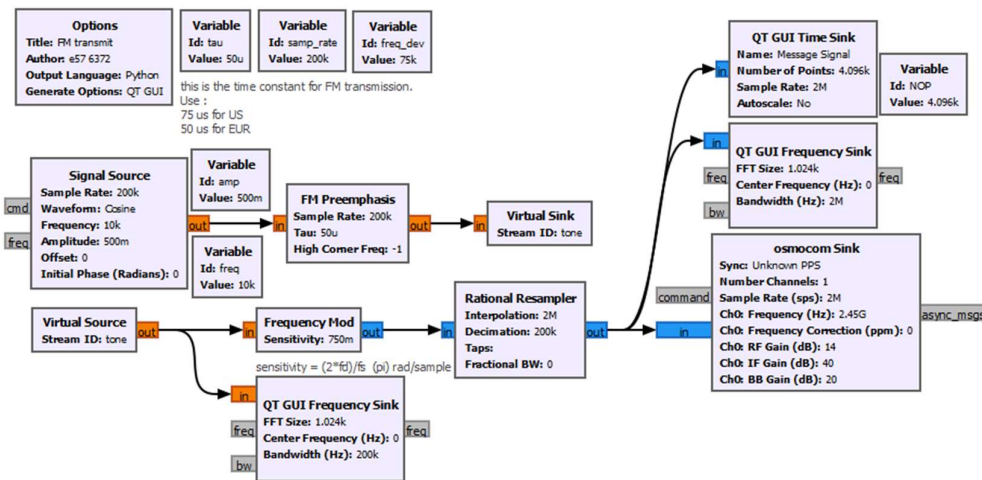 Options
Title: FM transmit
Author: e57 6372
Output Language: Python
Generate Options: QT GUI
Variable
Id: tau
Value: 50u
Variable
Id: samp_rate
Value: 200k
Variable
Id: freq_dev
Value: 75k
this is the time constant for FM transmission.
Use :
75 us for US
50 us for EUR
QT GUI Time Sink
Name: Message Signal
Number of Points: 4.096k
Sample Rate: 2M
Autoscale: No
in
Variable
Id: NOP
Value: 4.096k
QT GUI Frequency Sink
FFT Size: 1.024k
Center Frequency (Hz): 0
Bandwidth (Hz): 2M
in
freq
bw
freq
Signal Source
Sample Rate: 200k
Waveform: Cosine
Frequency: 10k
Amplitude: 500m
Offset: 0
Initial Phase (Radians): 0
cmd
freq
out
Variable
Id: amp
Value: 500m
Variable
Id: freq
Value: 10k
FM Preemphasis
Sample Rate: 200k
Tau: 50u
High Corner Freq: -1
in
out
Virtual Sink
Stream ID: tone
in
osmocom Sink
Sync: Unknown PPS
Number Channels: 1
Sample Rate (sps): 2M
Ch0: Frequency (Hz): 2.45G
Ch0: Frequency Correction (ppm): 0
Ch0: RF Gain (dB): 14
Ch0: IF Gain (dB): 40
Ch0: BB Gain (dB): 20
command
in
async_msgs
Virtual Source
Stream ID: tone
out
Frequency Mod
Sensitivity: 750m
in
out
sensitivity = (2*fd)/fs (pi) rad/sample
Rational Resampler
Interpolation: 2M
Decimation: 200k
Taps:
Fractional BW: 0
in
out
QT GUI Frequency Sink
FFT Size: 1.024k
Center Frequency (Hz): 0
Bandwidth (Hz): 200k
in
freq
bw
freq